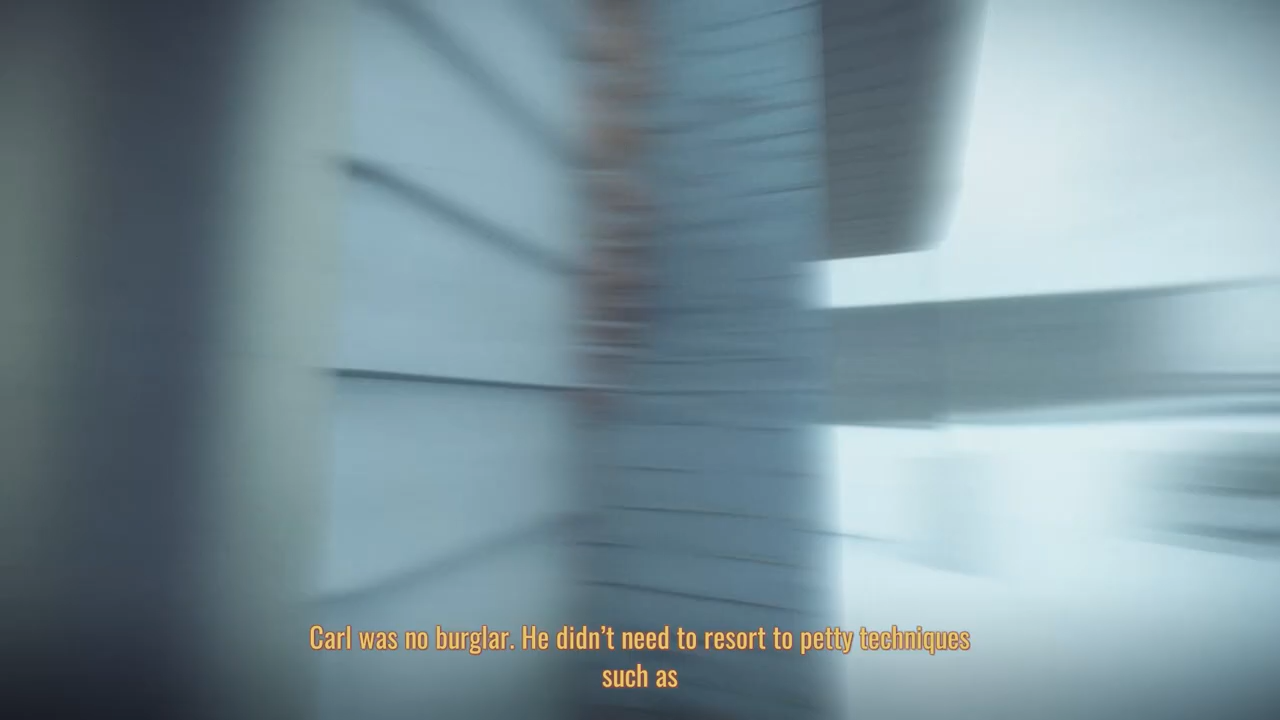 Carl was no burglar. He didn’t need to resort to petty techniques
such as